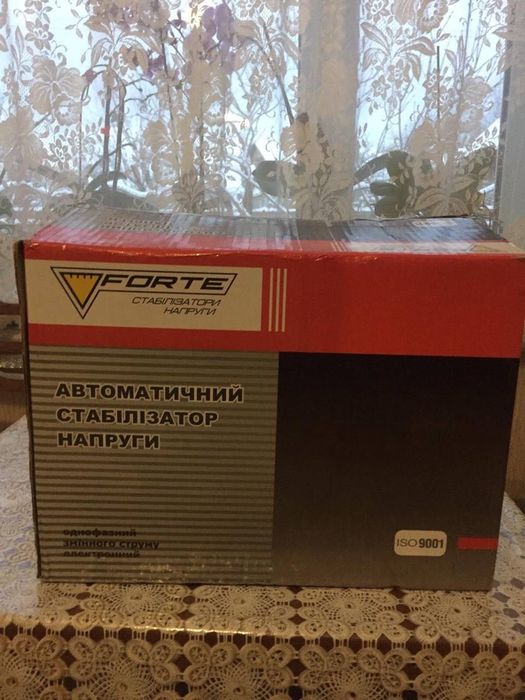 FORTE
СТАБІЛІЗАТОРИ
НАПРУГИ
АВТОМАТИЧНИЙ
СТАБІЛІЗАТОР
НАПРУГИ
однофазний
змінного струму
електронний
ISO 9001